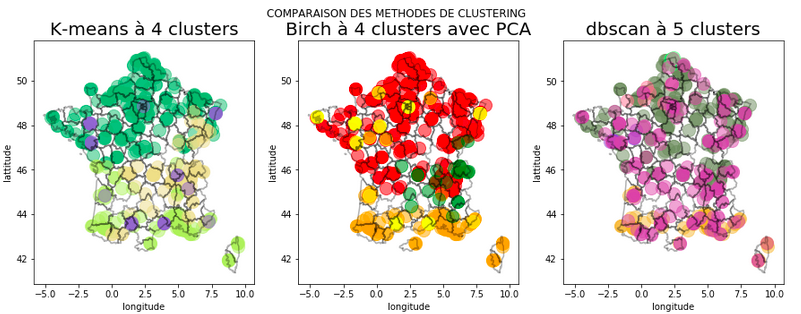 COMPARAISON DES METHODES DE CLUSTERING
K-means à 4 clusters
Birch à 4 clusters avec PCA
dbscan à 5 clusters
lattitude
50
48
46
44
42
−5.0 −2.5 0.0 2.5 5.0 7.5 10.0
longitude
lattitude
50
48
46
44
42
−5.0 −2.5 0.0 2.5 5.0 7.5 10.0
longitude
lattitude
50
48
46
44
42
−5.0 −2.5 0.0 2.5 5.0 7.5 10.0
longitude